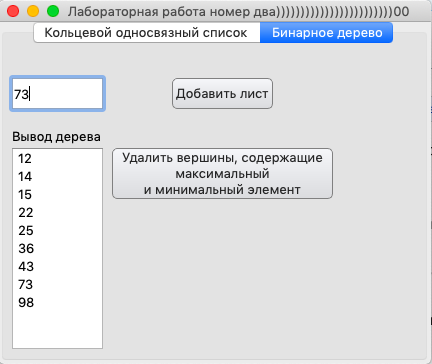 Лабораторная работа номер два))))))))))))))))))))))))00
Кольцевой односвязный список
Бинарное дерево
73
Добавить лист
Вывод дерева
12
14
15
22
25
36
43
73
98
Удалить вершины, содержащие
максимальный
и минимальный элемент